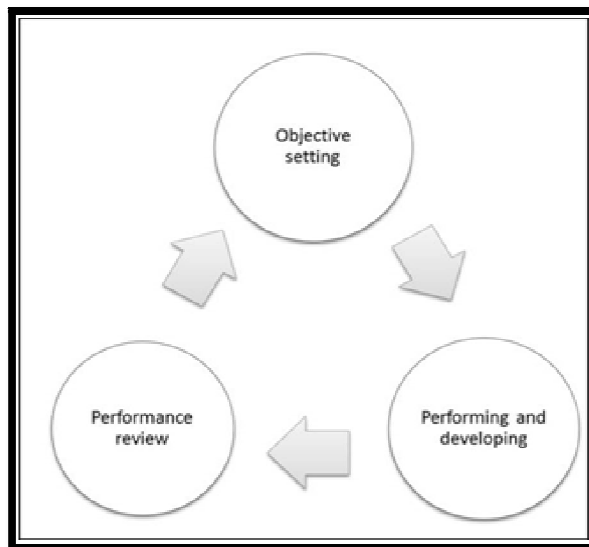 Objective
setting
Performing and
developing
Performance
review